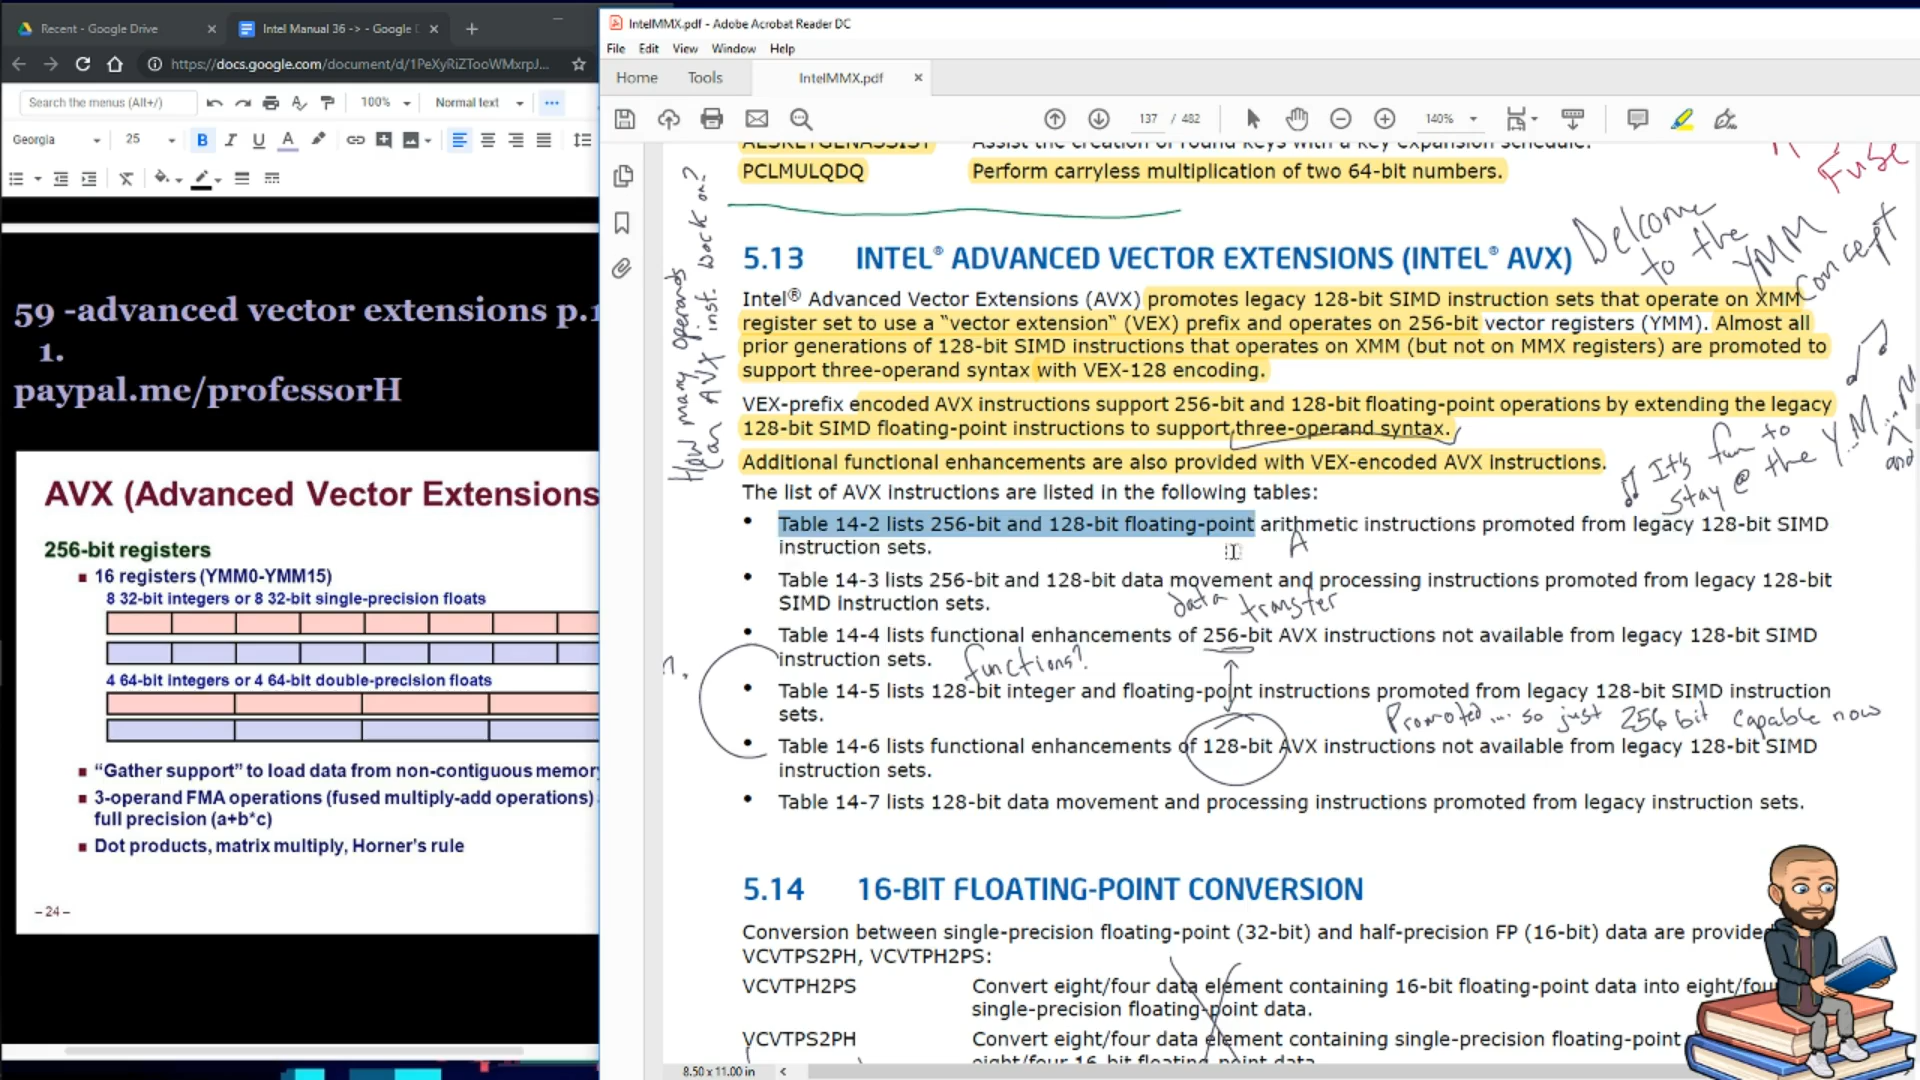 Recent - Google Drive
Intel Manual 36 -> - Google D
https://docs.google.com/document/d/1PeXyRiZTooWMxrpJ...
Search the menus (Alt+/)
100%
Normal text
Georgia
25
B I U A
59 -advanced vector extensions p.1
1.
paypal.me/professorH
AVX (Advanced Vector Extensions
256-bit registers
16 registers (YMM0-YMM15)
8 32-bit integers or 8 32-bit single-precision floats
4 64-bit integers or 4 64-bit double-precision floats
“Gather support” to load data from non-contiguous memory
3-operand FMA operations (fused multiply-add operations)
full precision (a+b*c)
Dot products, matrix multiply, Horner's rule
– 24 –
IntelMMX.pdf - Adobe Acrobat Reader DC
File Edit View Window Help
Home Tools IntelMMX.pdf
137 / 482
140%
AESKEYGENASSIST Assist the creation of round keys with a key expansion schedule.
PCLMULQDQ Perform carryless multiplication of two 64-bit numbers.
Fuse
How many operands
can AVX inst. work on?
5.13 INTEL® ADVANCED VECTOR EXTENSIONS (INTEL® AVX)
Welcome
to the
YMM
concept
Intel® Advanced Vector Extensions (AVX) promotes legacy 128-bit SIMD instruction sets that operate on XMM
register set to use a “vector extension“ (VEX) prefix and operates on 256-bit vector registers (YMM). Almost all
prior generations of 128-bit SIMD instructions that operates on XMM (but not on MMX registers) are promoted to
support three-operand syntax with VEX-128 encoding.
VEX-prefix encoded AVX instructions support 256-bit and 128-bit floating-point operations by extending the legacy
128-bit SIMD floating-point instructions to support three-operand syntax.
Additional functional enhancements are also provided with VEX-encoded AVX instructions.
It's fun to
stay @ the Y.M...M
and
The list of AVX instructions are listed in the following tables:
• Table 14-2 lists 256-bit and 128-bit floating-point arithmetic instructions promoted from legacy 128-bit SIMD
instruction sets.
A
• Table 14-3 lists 256-bit and 128-bit data movement and processing instructions promoted from legacy 128-bit
SIMD instruction sets.
data transfer
• Table 14-4 lists functional enhancements of 256-bit AVX instructions not available from legacy 128-bit SIMD
instruction sets.
functions?
• Table 14-5 lists 128-bit integer and floating-point instructions promoted from legacy 128-bit SIMD instruction
sets.
Promoted... so just 256 bit capable now
• Table 14-6 lists functional enhancements of 128-bit AVX instructions not available from legacy 128-bit SIMD
instruction sets.
• Table 14-7 lists 128-bit data movement and processing instructions promoted from legacy instruction sets.
5.14 16-BIT FLOATING-POINT CONVERSION
Conversion between single-precision floating-point (32-bit) and half-precision FP (16-bit) data are provide
VCVTPS2PH, VCVTPH2PS:
VCVTPH2PS Convert eight/four data element containing 16-bit floating-point data into eight/fou
single-precision floating-point data.
VCVTPS2PH Convert eight/four data element containing single-precision floating-point
eight/four 16-bit floating-point data.
8.50 x 11.00 in